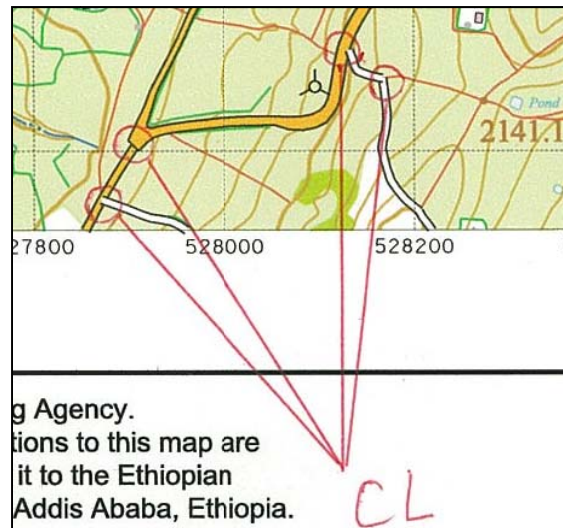 Pond
2141.1
27800 528000 528200
g Agency.
tions to this map are
it to the Ethiopian
Addis Ababa, Ethiopia.
CL